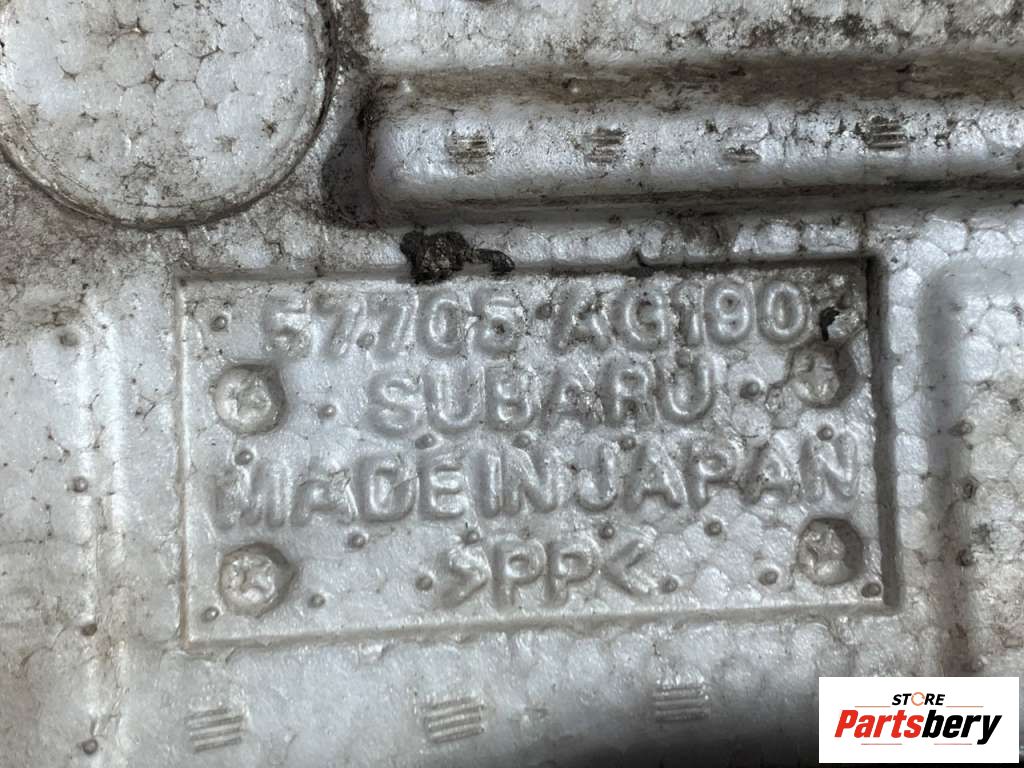 57705 AG190
SUBARU
MADE IN JAPAN
>PP<
STORE
Partsbery